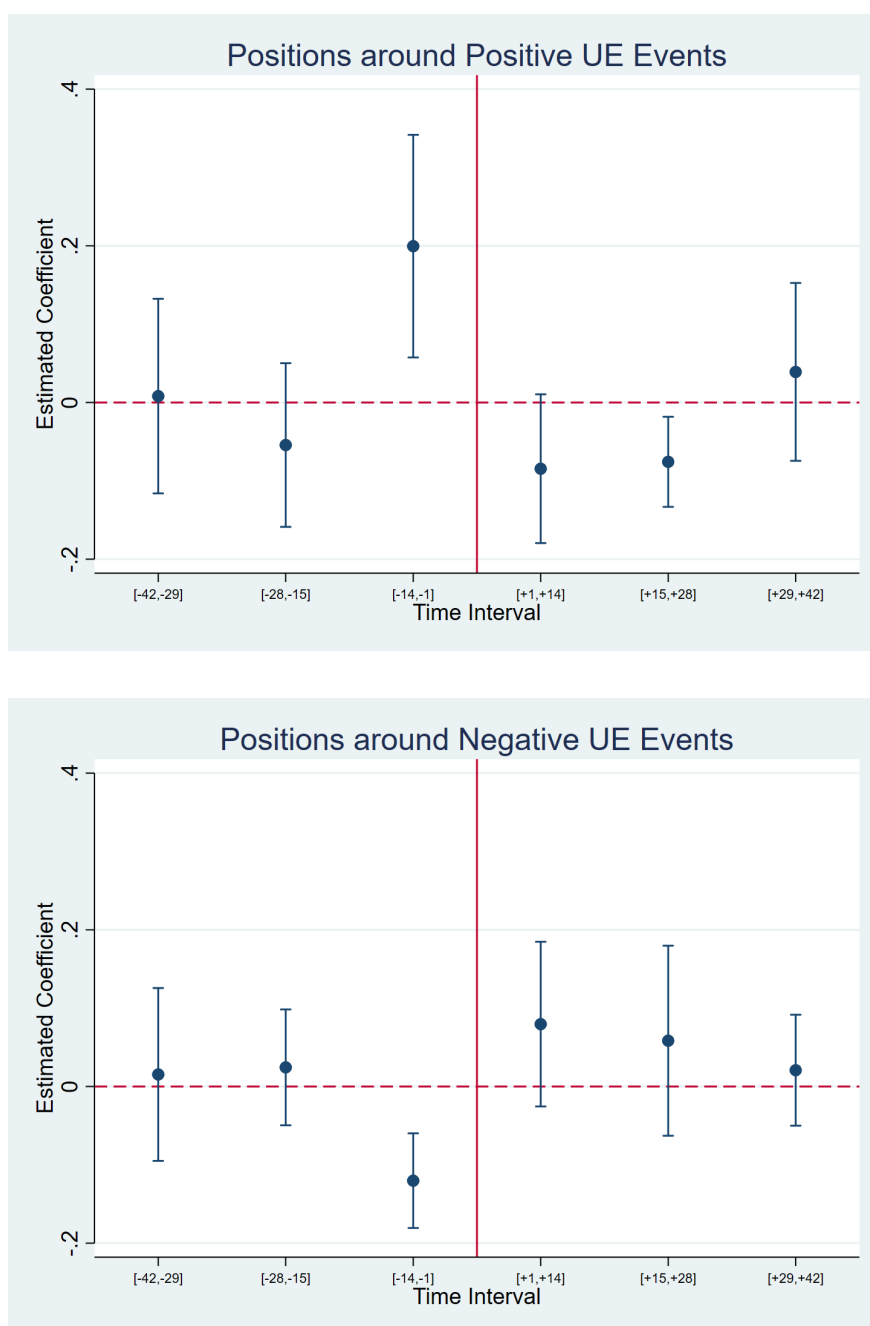 Positions around Positive UE Events
Estimated Coefficient
.4
.2
0
-.2
[-42,-29] [-28,-15] [-14,-1] [+1,+14] [+15,+28] [+29,+42]
Time Interval
Positions around Negative UE Events
Estimated Coefficient
.4
.2
0
-.2
[-42,-29] [-28,-15] [-14,-1] [+1,+14] [+15,+28] [+29,+42]
Time Interval